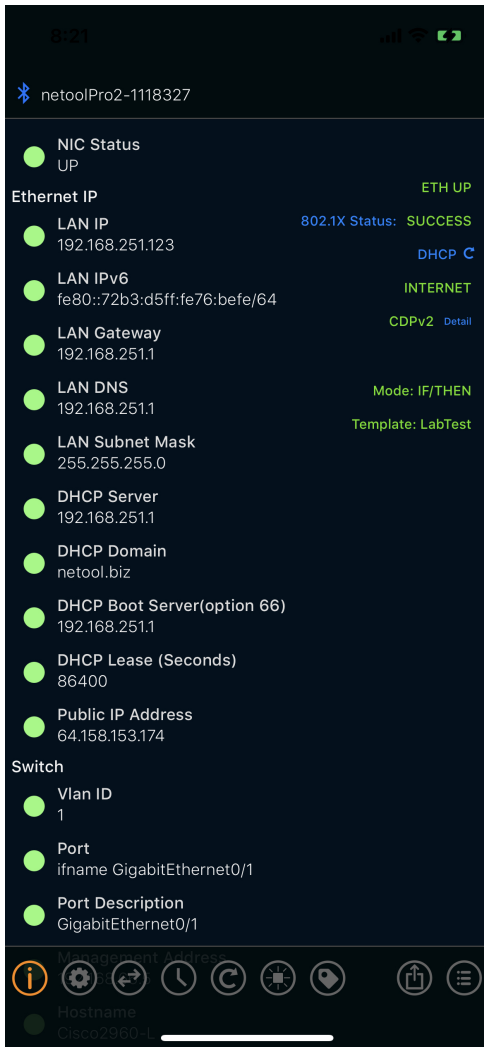 8:21
netoolPro2-1118327
NIC Status
UP
ETH UP
Ethernet IP
LAN IP
192.168.251.123
802.1X Status: SUCCESS
DHCP
LAN IPv6
fe80::72b3:d5ff:fe76:befe/64
INTERNET
CDPv2 Detail
LAN Gateway
192.168.251.1
LAN DNS
192.168.251.1
Mode: IF/THEN
Template: LabTest
LAN Subnet Mask
255.255.255.0
DHCP Server
192.168.251.1
DHCP Domain
netool.biz
DHCP Boot Server(option 66)
192.168.251.1
DHCP Lease (Seconds)
86400
Public IP Address
64.158.153.174
Switch
Vlan ID
1
Port
ifname GigabitEthernet0/1
Port Description
GigabitEthernet0/1
Management Address
Hostname
Cisco2960-L